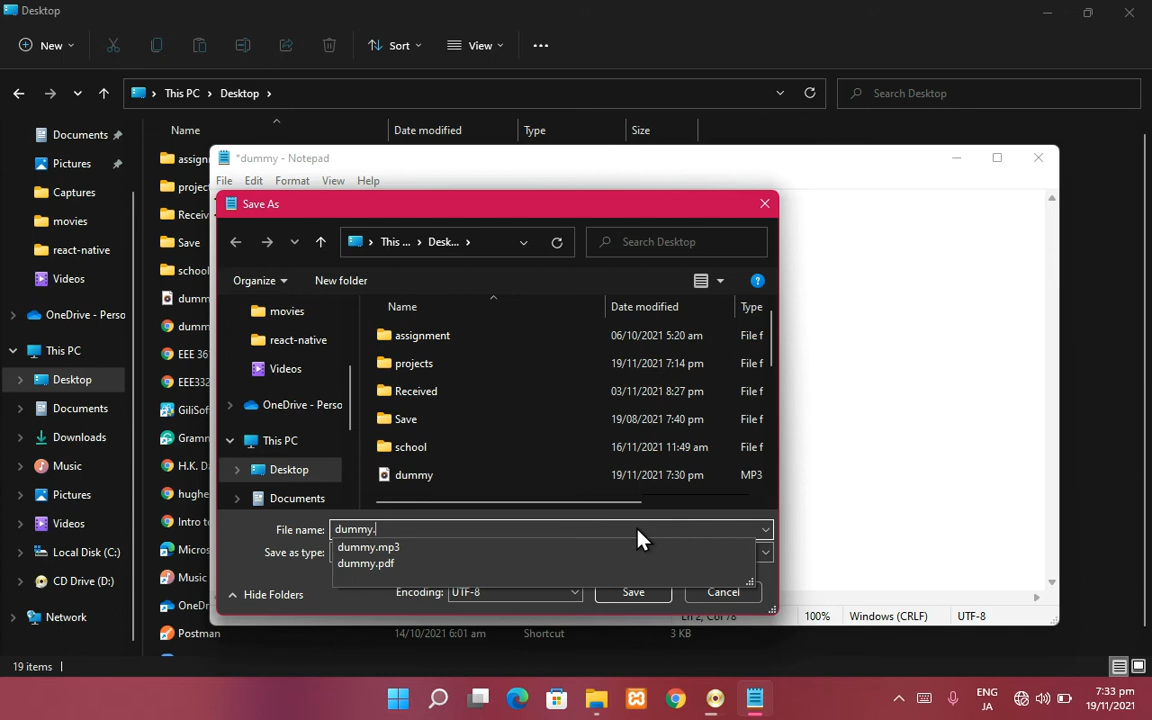 Desktop
New
Sort
View
This PC
Desktop
Search Desktop
Name
Date modified
Type
Size
Documents
Pictures
Captures
movies
react-native
Videos
OneDrive - Perso
This PC
Desktop
Documents
Downloads
Music
Pictures
Videos
Local Disk (C:)
CD Drive (D:)
Network
assignm
project
Receiv
Save
school
dumm
dumm
EEE 36
EEE332
GiliSof
Gramm
H.K. D
hughe
Intro t
Micros
Music
OneDr
Postman
14/10/2021 6:01 am
Shortcut
3 KB
*dummy - Notepad
File
Edit
Format
View
Help
Save As
This ...
Desk...
Search Desktop
Organize
New folder
movies
react-native
Videos
OneDrive - Perso
This PC
Desktop
Documents
Name
Date modified
Type
assignment
06/10/2021 5:20 am
File f
projects
19/11/2021 7:14 pm
File f
Received
03/11/2021 8:27 pm
File f
Save
19/08/2021 7:40 pm
File f
school
16/11/2021 11:49 am
File f
dummy
19/11/2021 7:30 pm
MP3
File name:
dummy.
dummy.mp3
dummy.pdf
Save as type:
Hide Folders
Encoding:
UTF-8
Save
Cancel
Ln 2, Col 78
100%
Windows (CRLF)
UTF-8
19 items
ENG
JA
7:33 pm
19/11/2021